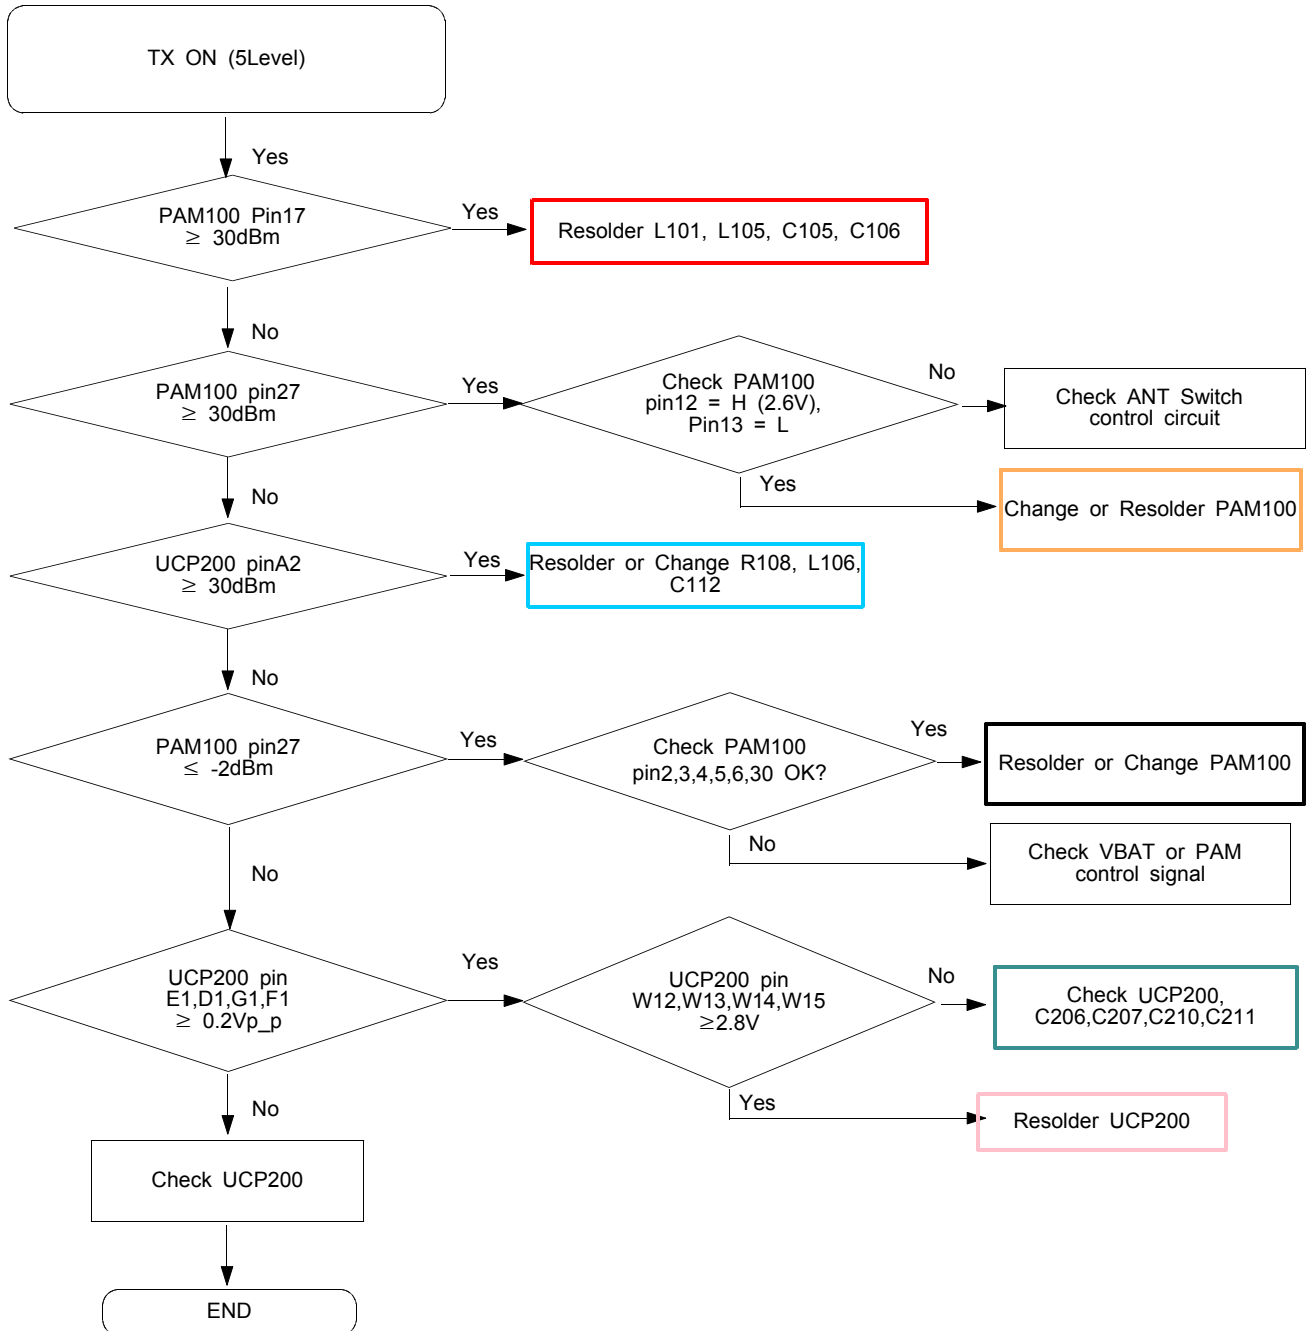 TX ON (5Level)
Yes
PAM100 Pin17
≥ 30dBm
Yes
Resolder L101, L105, C105, C106
No
PAM100 pin27
≥ 30dBm
Yes
Check PAM100
pin12 = H (2.6V),
Pin13 = L
No
Check ANT Switch
control circuit
Yes
Change or Resolder PAM100
No
UCP200 pinA2
≥ 30dBm
Yes
Resolder or Change R108, L106,
C112
No
PAM100 pin27
≤ -2dBm
Yes
Check PAM100
pin2,3,4,5,6,30 OK?
Yes
Resolder or Change PAM100
No
Check VBAT or PAM
control signal
No
UCP200 pin
E1,D1,G1,F1
≥ 0.2Vp_p
Yes
UCP200 pin
W12,W13,W14,W15
≥2.8V
No
Check UCP200,
C206,C207,C210,C211
Yes
Resolder UCP200
No
Check UCP200
END